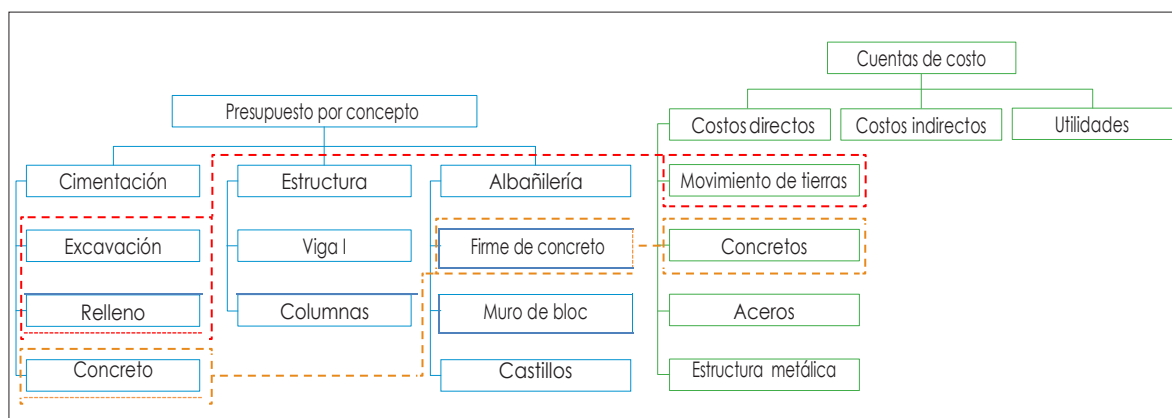 Cuentas de costo
Presupuesto por concepto
Costos directos
Costos indirectos
Utilidades
Cimentación
Estructura
Albañilería
Movimiento de tierras
Excavación
Viga I
Firme de concreto
Concretos
Relleno
Columnas
Muro de bloc
Aceros
Concreto
Castillos
Estructura metálica